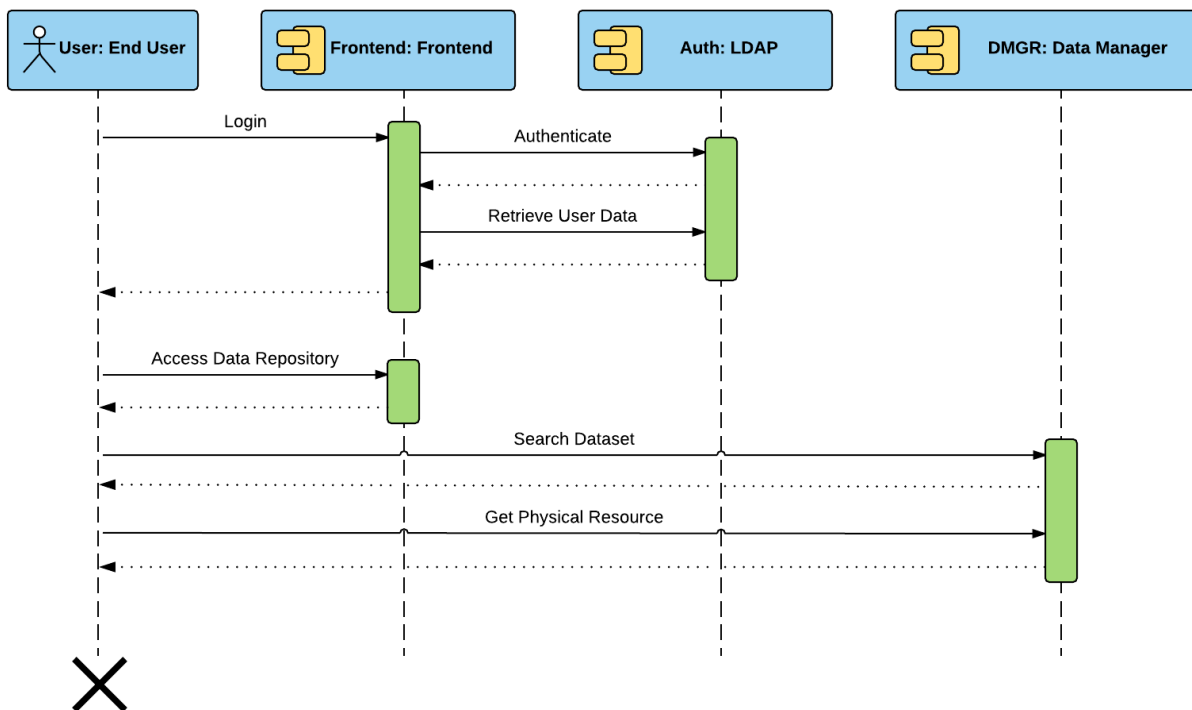 User: End User
Frontend: Frontend
Auth: LDAP
DMGR: Data Manager
Login
Authenticate
Retrieve User Data
Access Data Repository
Search Dataset
Get Physical Resource